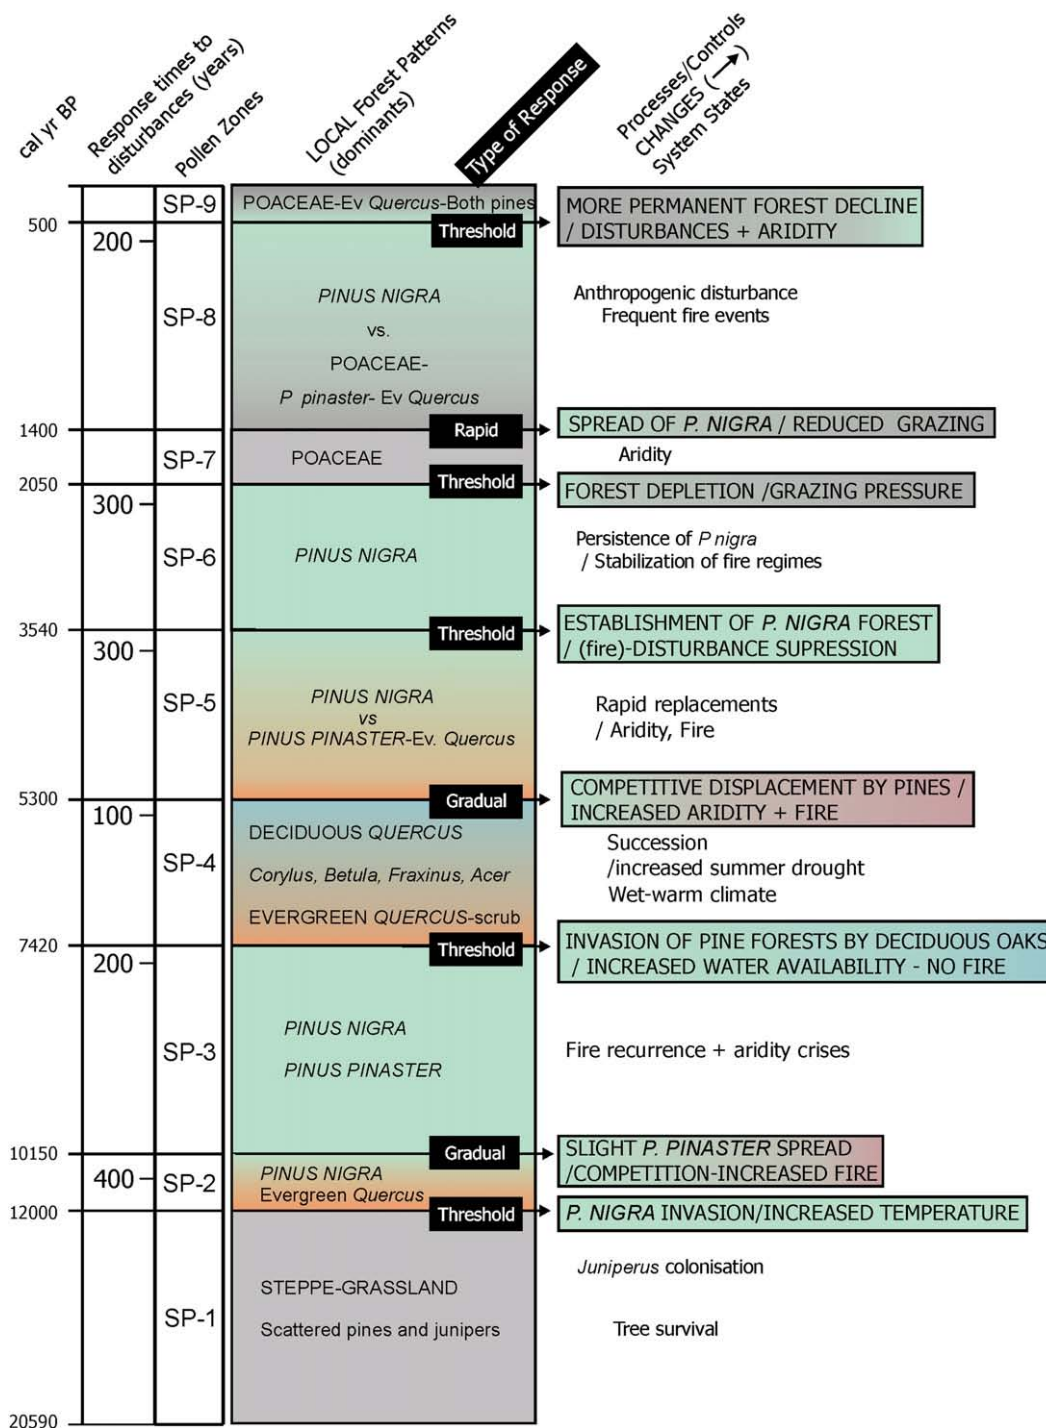 cal yr BP
Response times to
disturbances (years)
Pollen Zones
LOCAL Forest Patterns
(dominants)
Type of Response
Processes/Controls
CHANGES (→)
System States
SP-9
POACEAE-Ev Quercus-Both pines
500
200
Threshold
MORE PERMANENT FOREST DECLINE
/ DISTURBANCES + ARIDITY
SP-8
PINUS NIGRA
vs.
POACEAE-
P pinaster- Ev Quercus
Anthropogenic disturbance
Frequent fire events
1400
Rapid
SPREAD OF P. NIGRA / REDUCED GRAZING
SP-7
POACEAE
Aridity
2050
300
Threshold
FOREST DEPLETION /GRAZING PRESSURE
SP-6
PINUS NIGRA
Persistence of P nigra
/ Stabilization of fire regimes
3540
300
Threshold
ESTABLISHMENT OF P. NIGRA FOREST
/ (fire)-DISTURBANCE SUPRESSION
SP-5
PINUS NIGRA
vs
PINUS PINASTER-Ev. Quercus
Rapid replacements
/ Aridity, Fire
5300
100
Gradual
COMPETITIVE DISPLACEMENT BY PINES /
INCREASED ARIDITY + FIRE
SP-4
DECIDUOUS QUERCUS
Corylus, Betula, Fraxinus, Acer
EVERGREEN QUERCUS-scrub
Succession
/increased summer drought
Wet-warm climate
7420
200
Threshold
INVASION OF PINE FORESTS BY DECIDUOUS OAKS
/ INCREASED WATER AVAILABILITY - NO FIRE
SP-3
PINUS NIGRA
PINUS PINASTER
Fire recurrence + aridity crises
10150
400
Gradual
SLIGHT P. PINASTER SPREAD
/COMPETITION-INCREASED FIRE
SP-2
PINUS NIGRA
Evergreen Quercus
12000
Threshold
P. NIGRA INVASION/INCREASED TEMPERATURE
SP-1
STEPPE-GRASSLAND
Scattered pines and junipers
Juniperus colonisation
Tree survival
20590